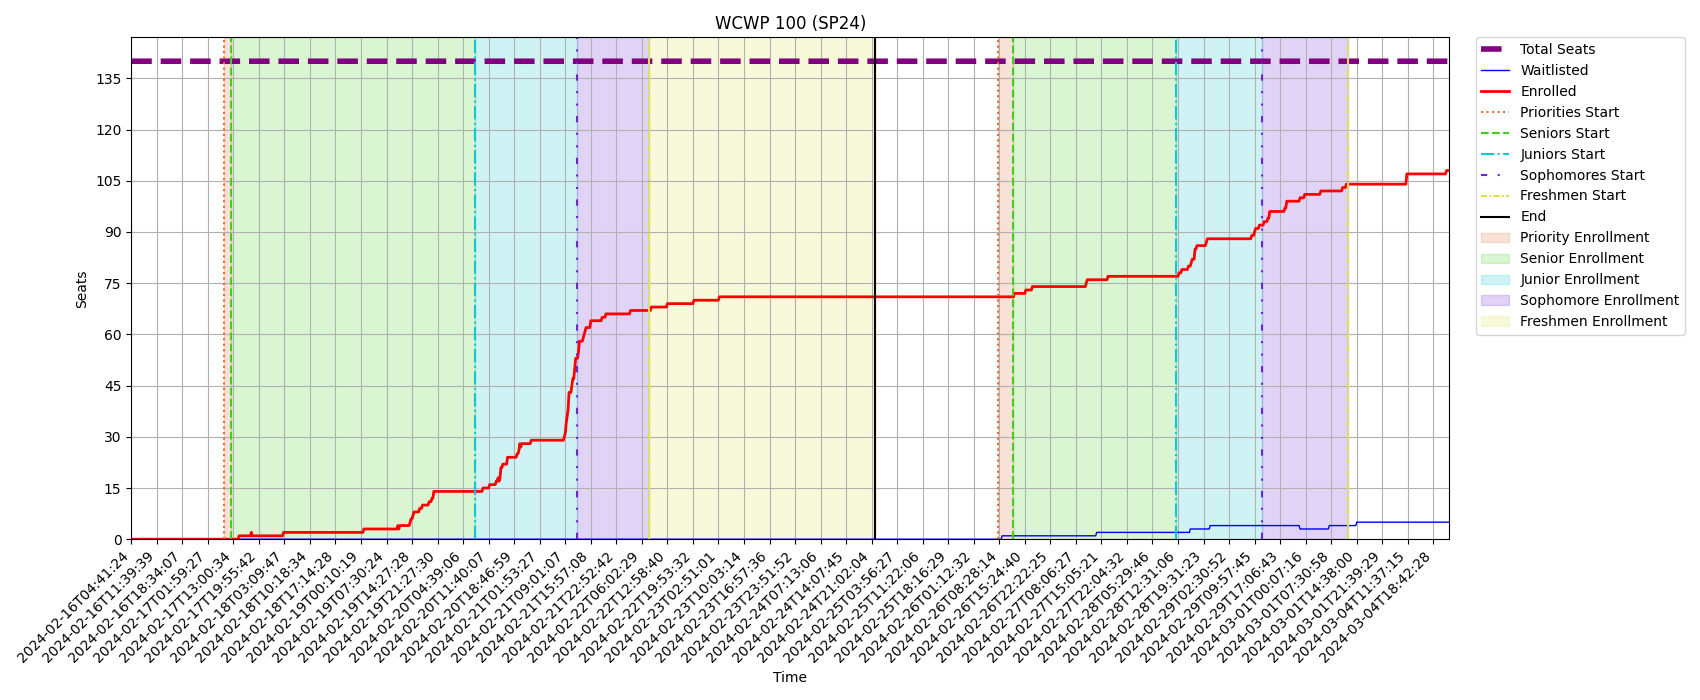 WCWP 100 (SP24)
Seats
135
120
105
90
75
60
45
30
15
0
2024-02-16T04:41:24
2024-02-16T11:39:39
2024-02-16T18:34:07
2024-02-17T01:59:27
2024-02-17T13:00:34
2024-02-17T19:55:42
2024-02-18T03:09:47
2024-02-18T10:18:34
2024-02-18T17:14:28
2024-02-19T00:10:19
2024-02-19T07:30:24
2024-02-19T14:27:28
2024-02-19T21:27:30
2024-02-20T04:39:06
2024-02-20T11:40:07
2024-02-20T18:46:59
2024-02-21T01:53:27
2024-02-21T09:01:07
2024-02-21T15:57:08
2024-02-21T22:52:42
2024-02-22T06:02:29
2024-02-22T12:58:40
2024-02-22T19:53:32
2024-02-23T02:51:01
2024-02-23T10:03:14
2024-02-23T16:57:36
2024-02-23T23:51:52
2024-02-24T07:13:06
2024-02-24T14:07:45
2024-02-24T21:02:04
2024-02-25T03:56:27
2024-02-25T11:22:06
2024-02-25T18:16:29
2024-02-26T01:12:32
2024-02-26T08:28:14
2024-02-26T15:24:40
2024-02-26T22:22:25
2024-02-27T08:06:27
2024-02-27T15:05:21
2024-02-27T22:04:32
2024-02-28T05:29:46
2024-02-28T12:31:06
2024-02-28T19:31:23
2024-02-29T02:30:52
2024-02-29T09:57:45
2024-02-29T17:06:43
2024-03-01T00:07:16
2024-03-01T07:30:58
2024-03-01T14:38:00
2024-03-01T21:39:29
2024-03-04T11:37:15
2024-03-04T18:42:28
Time
Total Seats
Waitlisted
Enrolled
Priorities Start
Seniors Start
Juniors Start
Sophomores Start
Freshmen Start
End
Priority Enrollment
Senior Enrollment
Junior Enrollment
Sophomore Enrollment
Freshmen Enrollment